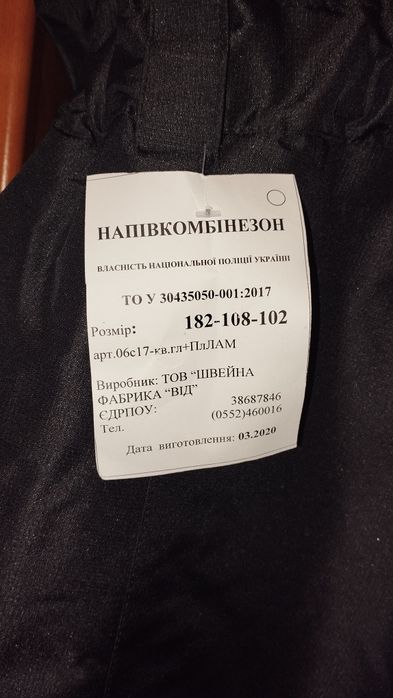 НАПІВКОМБІНЕЗОН
ВЛАСНІСТЬ НАЦІОНАЛЬНОЇ ПОЛІЦІЇ УКРАЇНИ
ТО У 30435050-001:2017
Розмір: 182-108-102
арт.06с17-кв.гл+ПлЛАМ
Виробник: ТОВ “ШВЕЙНА
ФАБРИКА “ВІД”
ЄДРПОУ: 38687846
Тел. (0552)460016
Дата виготовлення: 03.2020